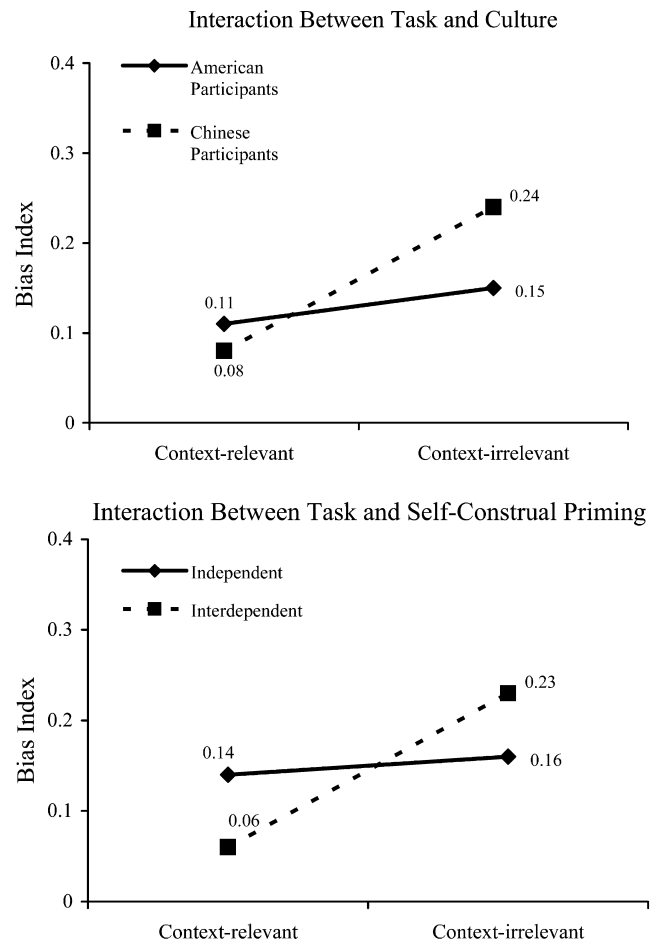 Interaction Between Task and Culture
0.4
American
Participants
Chinese
Participants
0.3
0.24
0.2
Bias Index
0.15
0.11
0.1
0.08
0
Context-relevant
Context-irrelevant
Interaction Between Task and Self-Construal Priming
0.4
Independent
Interdependent
0.3
0.23
0.2
Bias Index
0.14
0.16
0.1
0.06
0
Context-relevant
Context-irrelevant